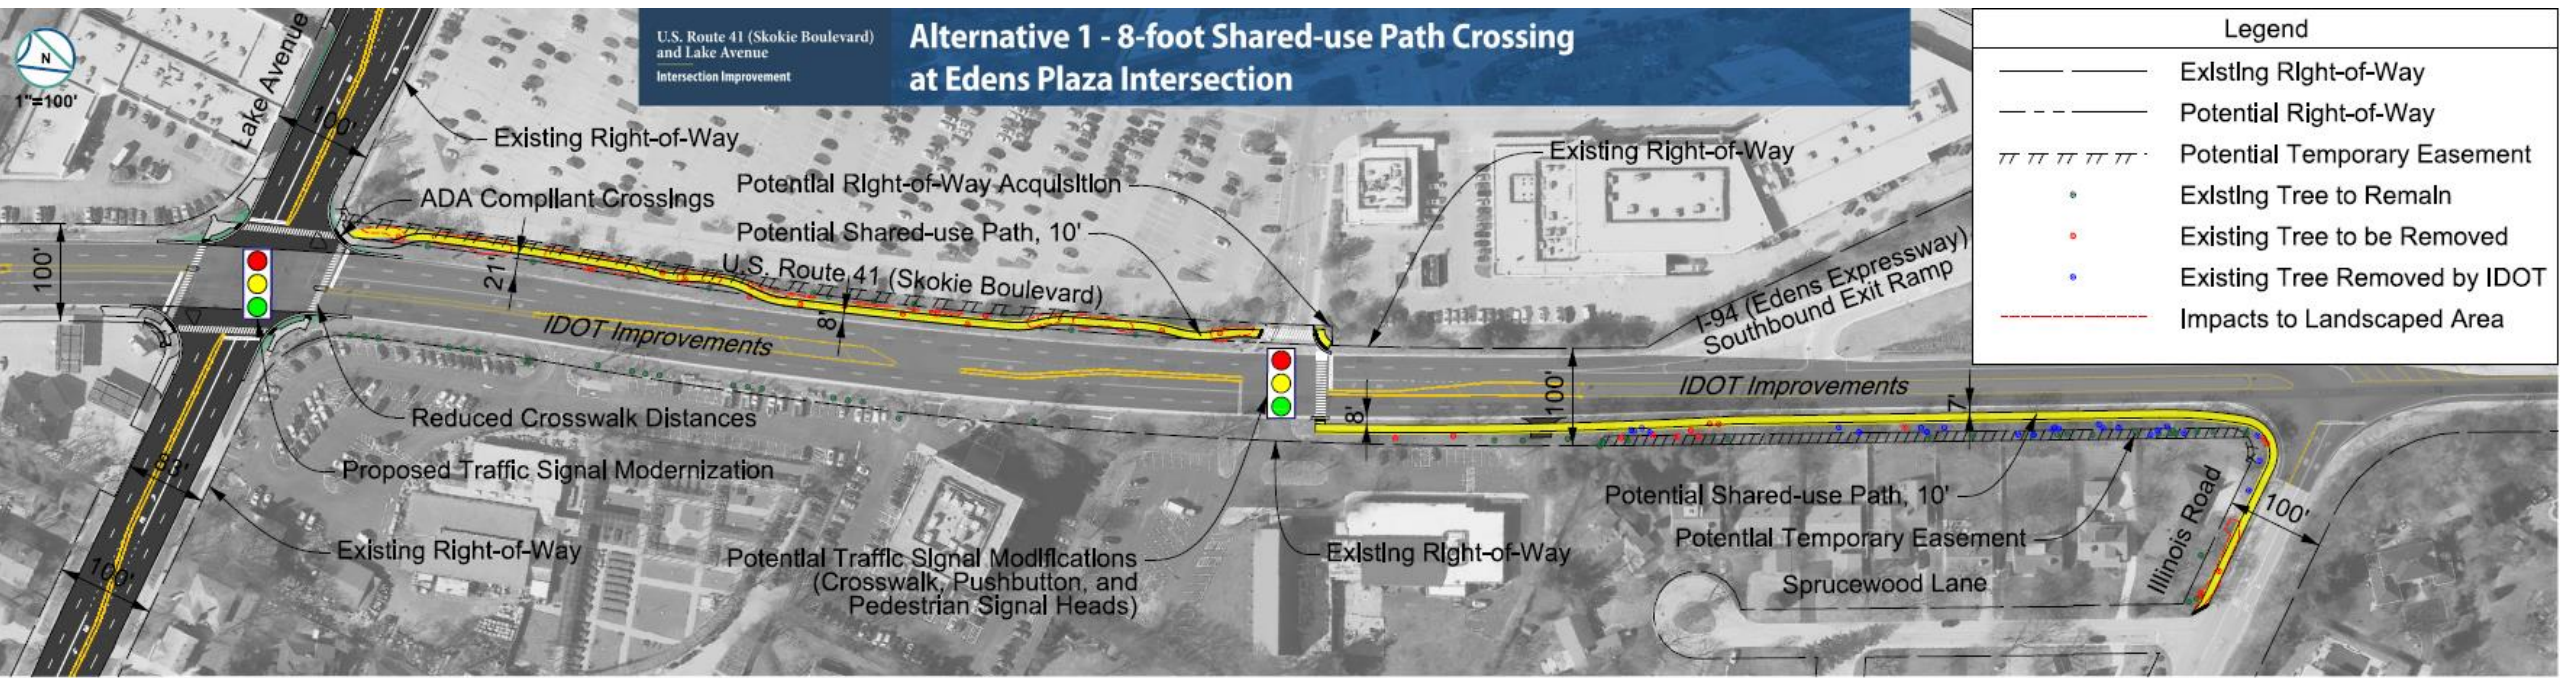 U.S. Route 41 (Skokie Boulevard)
and Lake Avenue
Intersection Improvement
Alternative 1 - 8-foot Shared-use Path Crossing
at Edens Plaza Intersection
Legend
Existing Right-of-Way
Potential Right-of-Way
Potential Temporary Easement
Existing Tree to Remain
Existing Tree to be Removed
Existing Tree Removed by IDOT
Impacts to Landscaped Area
N
1"=100'
Lake Avenue
100'
Existing Right-of-Way
ADA Compliant Crossings
Potential Right-of-Way Acquisition
Potential Shared-use Path, 10'
Existing Right-of-Way
100'
21'
U.S. Route 41 (Skokie Boulevard)
8'
IDOT Improvements
I-94 (Edens Expressway)
Southbound Exit Ramp
100'
IDOT Improvements
8'
7'
Reduced Crosswalk Distances
Proposed Traffic Signal Modernization
Existing Right-of-Way
100'
Potential Traffic Signal Modifications
(Crosswalk, Pushbutton, and
Pedestrian Signal Heads)
Existing Right-of-Way
Potential Shared-use Path, 10'
Potential Temporary Easement
Sprucewood Lane
Illinois Road
100'